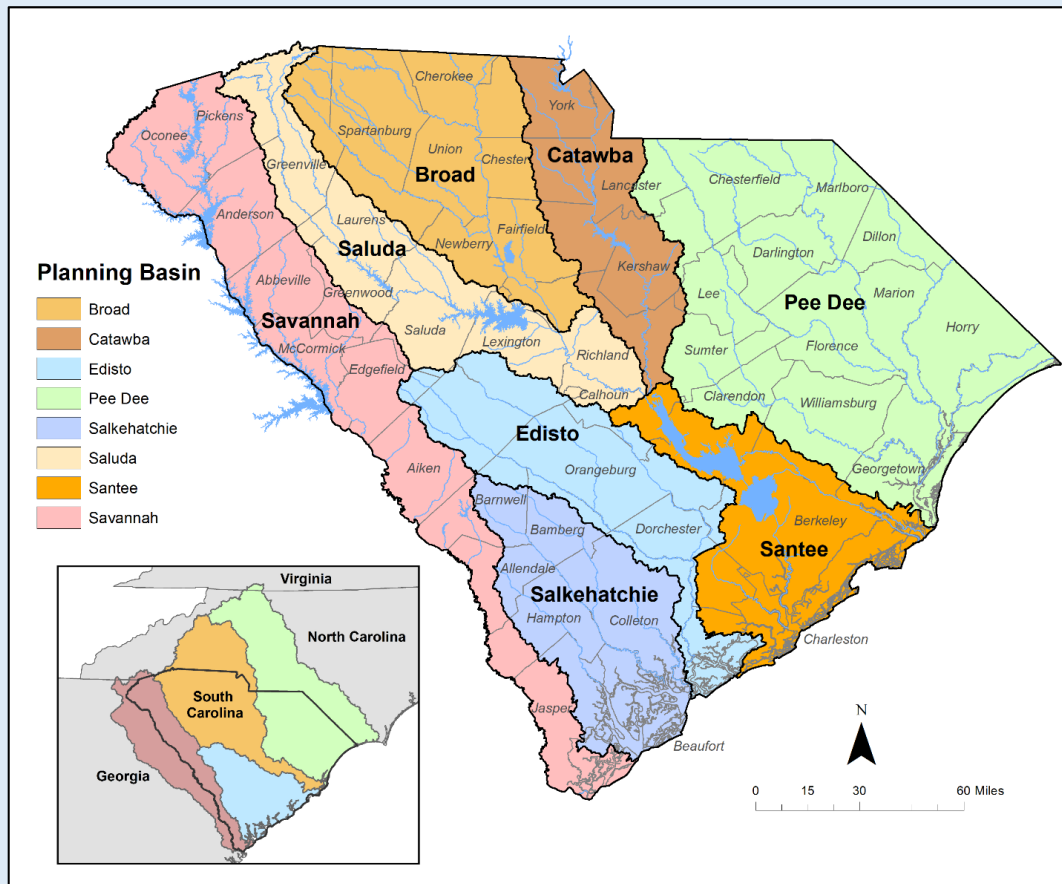 Cherokee
York
Pickens
Oconee
Spartanburg
Union
Greenville
Chester
Catawba
Broad
Lancaster
Chesterfield
Marlboro
Anderson
Laurens
Fairfield
Newberry
Saluda
Dillon
Darlington
Kershaw
Planning Basin
Abbeville
Greenwood
Lee
Marion
Pee Dee
Broad
Catawba
Edisto
Pee Dee
Salkehatchie
Saluda
Santee
Savannah
Savannah
Saluda
Lexington
Richland
Horry
McCormick
Edgefield
Sumter
Florence
Calhoun
Clarendon
Williamsburg
Edisto
Aiken
Orangeburg
Georgetown
Barnwell
Bamberg
Dorchester
Berkeley
Santee
Allendale
Salkehatchie
Hampton
Colleton
Charleston
Jasper
Beaufort
Virginia
North Carolina
South
Carolina
Georgia
N
0 15 30 60 Miles